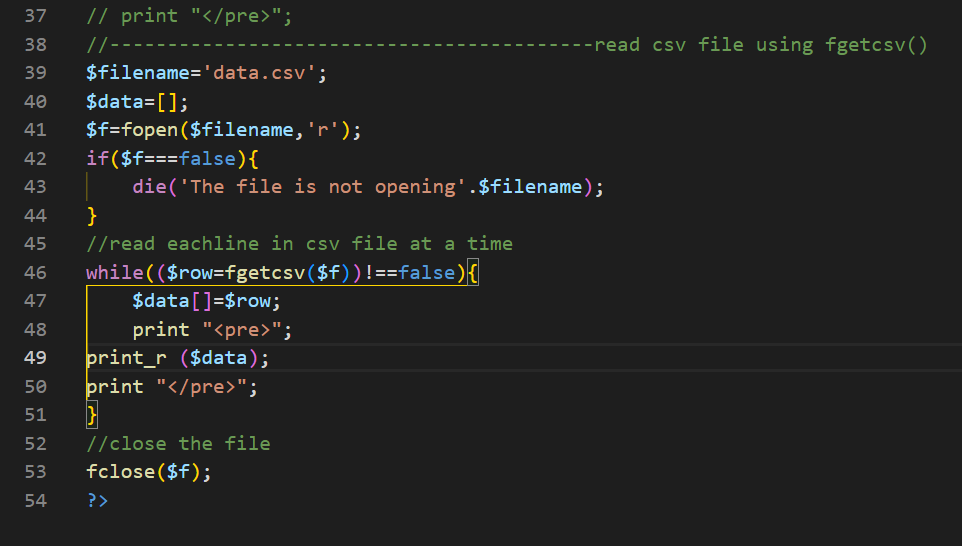 37 // print "</pre>";
38 //------------------------------------------read csv file using fgetcsv()
39 $filename='data.csv';
40 $data=[];
41 $f=fopen($filename,'r');
42 if($f===false){
43     die('The file is not opening'.$filename);
44 }
45 //read eachline in csv file at a time
46 while(($row=fgetcsv($f))!==false){
47     $data[]=$row;
48     print "<pre>";
49 print_r ($data);
50 print "</pre>";
51 }
52 //close the file
53 fclose($f);
54 ?>